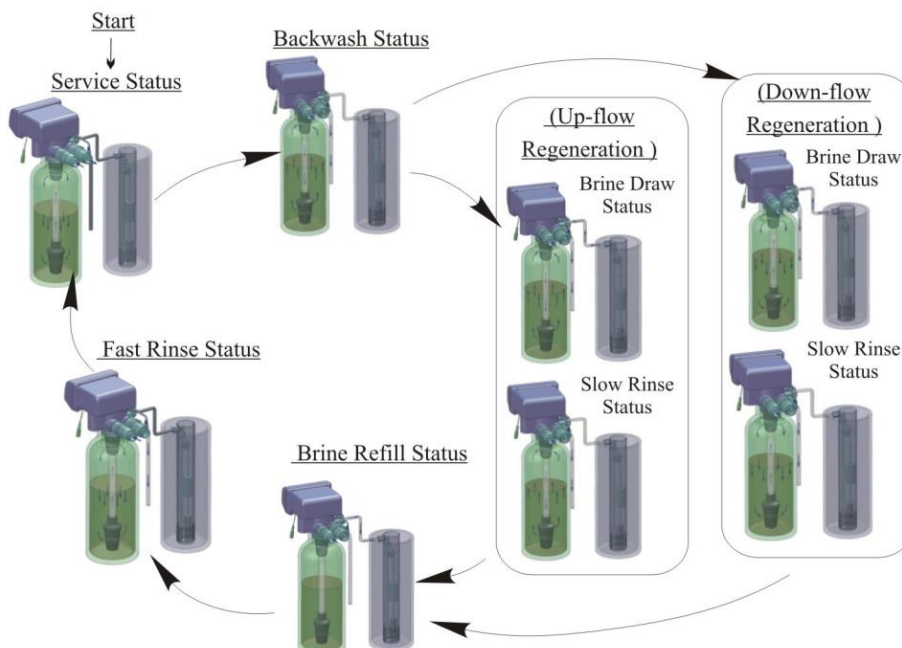 Start
Service Status
Backwash Status
(Up-flow
Regeneration )
Brine Draw
Status
Slow Rinse
Status
(Down-flow
Regeneration )
Brine Draw
Status
Slow Rinse
Status
Brine Refill Status
Fast Rinse Status